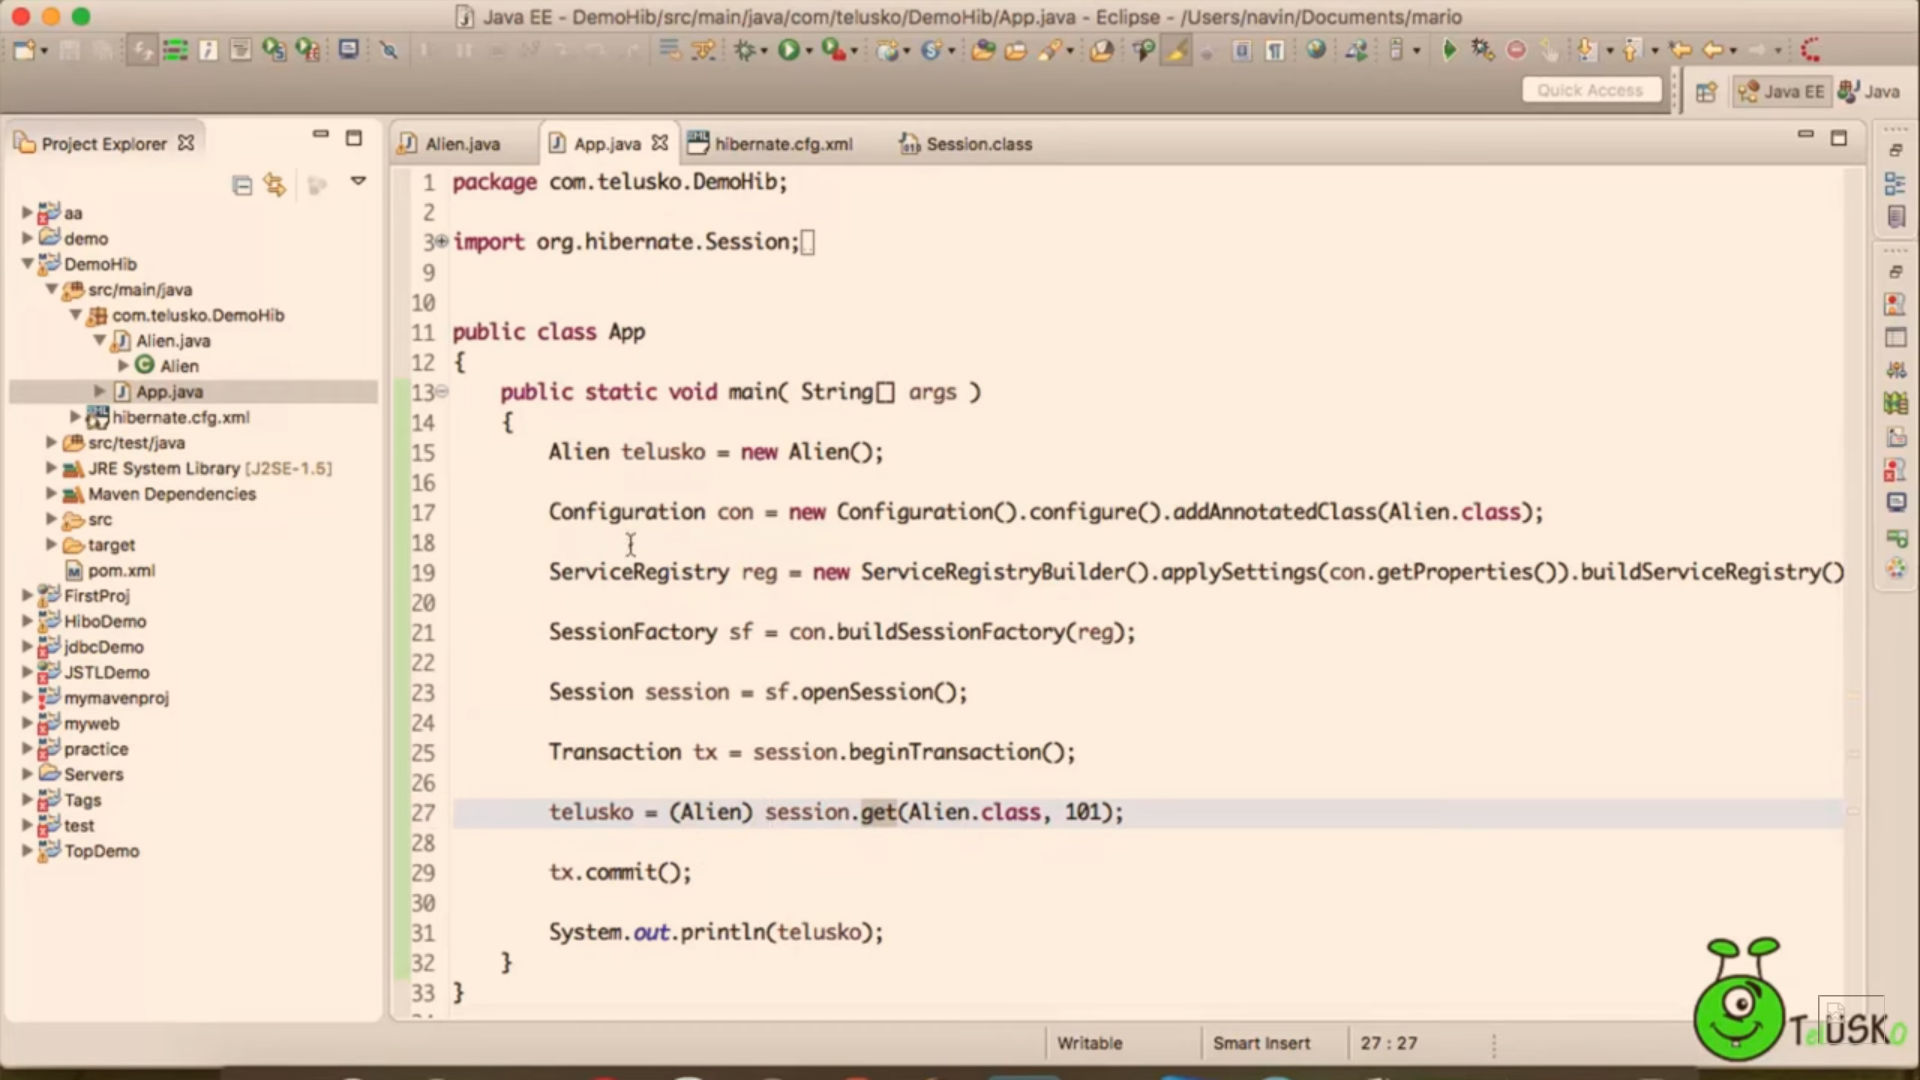 Java EE - DemoHib/src/main/java/com/telusko/DemoHib/App.java - Eclipse - /Users/navin/Documents/mario
Quick Access
Java EE
Java
Project Explorer
aa
demo
DemoHib
src/main/java
com.telusko.DemoHib
Alien.java
Alien
App.java
hibernate.cfg.xml
src/test/java
JRE System Library [J2SE-1.5]
Maven Dependencies
src
target
pom.xml
FirstProj
HiboDemo
jdbcDemo
JSTLDemo
mymavenproj
myweb
practice
Servers
Tags
test
TopDemo
Alien.java
App.java
hibernate.cfg.xml
Session.class
1 package com.telusko.DemoHib;
2
3 import org.hibernate.Session;
9
10
11 public class App
12 {
13 public static void main( String[] args )
14 {
15 Alien telusko = new Alien();
16
17 Configuration con = new Configuration().configure().addAnnotatedClass(Alien.class);
18
19 ServiceRegistry reg = new ServiceRegistryBuilder().applySettings(con.getProperties()).buildServiceRegistry()
20
21 SessionFactory sf = con.buildSessionFactory(reg);
22
23 Session session = sf.openSession();
24
25 Transaction tx = session.beginTransaction();
26
27 telusko = (Alien) session.get(Alien.class, 101);
28
29 tx.commit();
30
31 System.out.println(telusko);
32 }
33 }
Writable
Smart Insert
27 : 27
TelUSKO